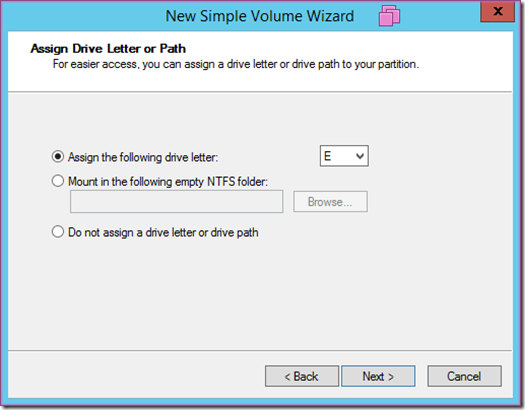 New Simple Volume Wizard
x
Assign Drive Letter or Path
For easier access, you can assign a drive letter or drive path to your partition.
Assign the following drive letter: E
Mount in the following empty NTFS folder:
Browse...
Do not assign a drive letter or drive path
< Back Next > Cancel